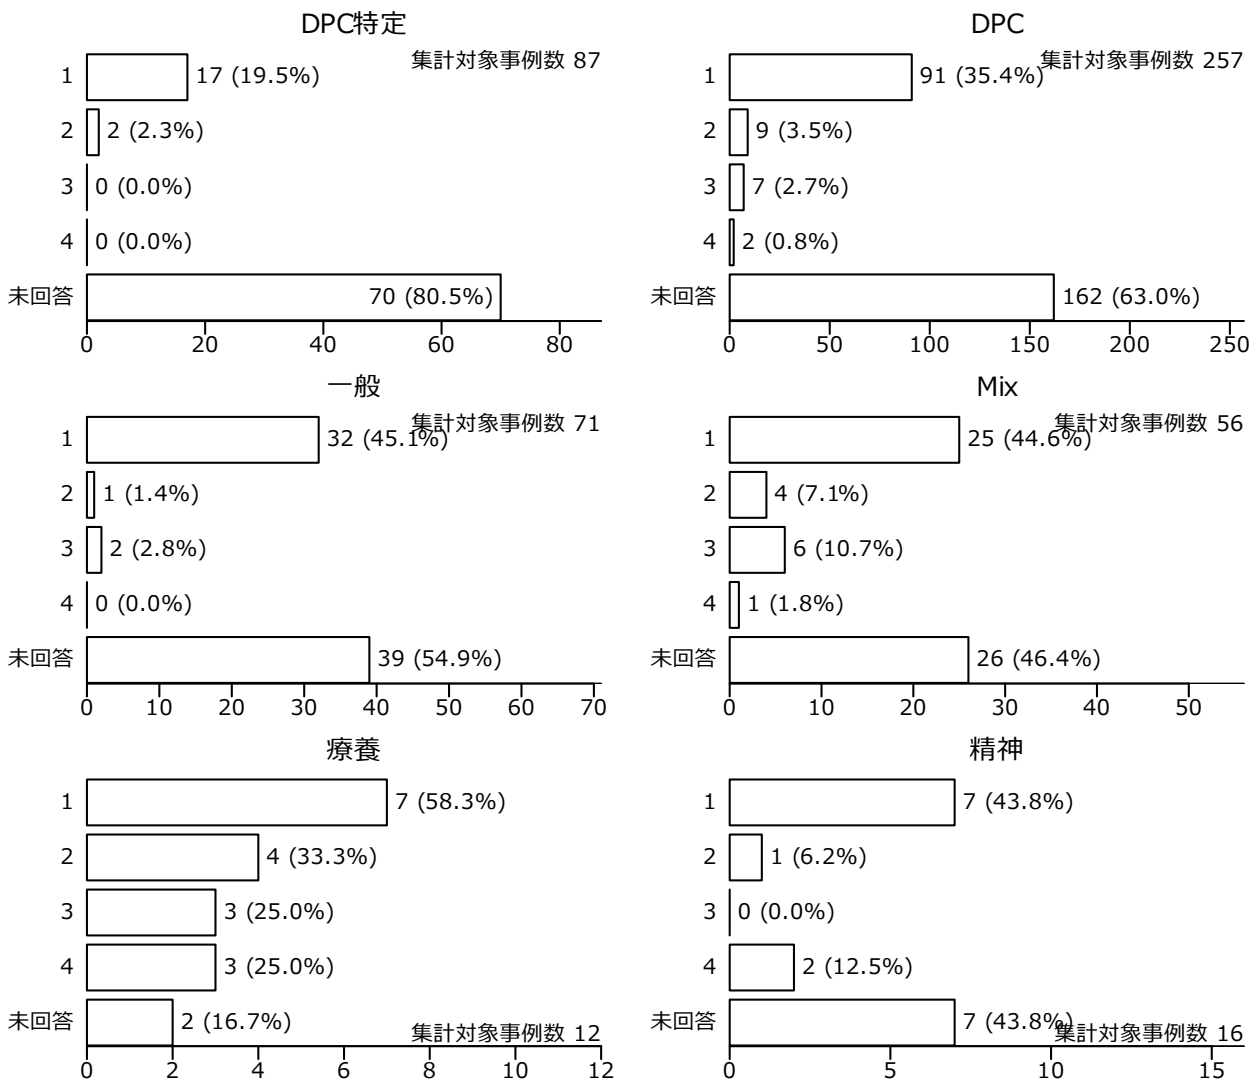 DPC特定
集計対象事例数 87
1 17 (19.5%)
2 2 (2.3%)
3 0 (0.0%)
4 0 (0.0%)
未回答 70 (80.5%)
0 20 40 60 80
DPC
集計対象事例数 257
1 91 (35.4%)
2 9 (3.5%)
3 7 (2.7%)
4 2 (0.8%)
未回答 162 (63.0%)
0 50 100 150 200 250
一般
集計対象事例数 71
1 32 (45.1%)
2 1 (1.4%)
3 2 (2.8%)
4 0 (0.0%)
未回答 39 (54.9%)
0 10 20 30 40 50 60 70
Mix
集計対象事例数 56
1 25 (44.6%)
2 4 (7.1%)
3 6 (10.7%)
4 1 (1.8%)
未回答 26 (46.4%)
0 10 20 30 40 50
療養
1 7 (58.3%)
2 4 (33.3%)
3 3 (25.0%)
4 3 (25.0%)
未回答 2 (16.7%)
集計対象事例数 12
0 2 4 6 8 10 12
精神
1 7 (43.8%)
2 1 (6.2%)
3 0 (0.0%)
4 2 (12.5%)
未回答 7 (43.8%)
集計対象事例数 16
0 5 10 15